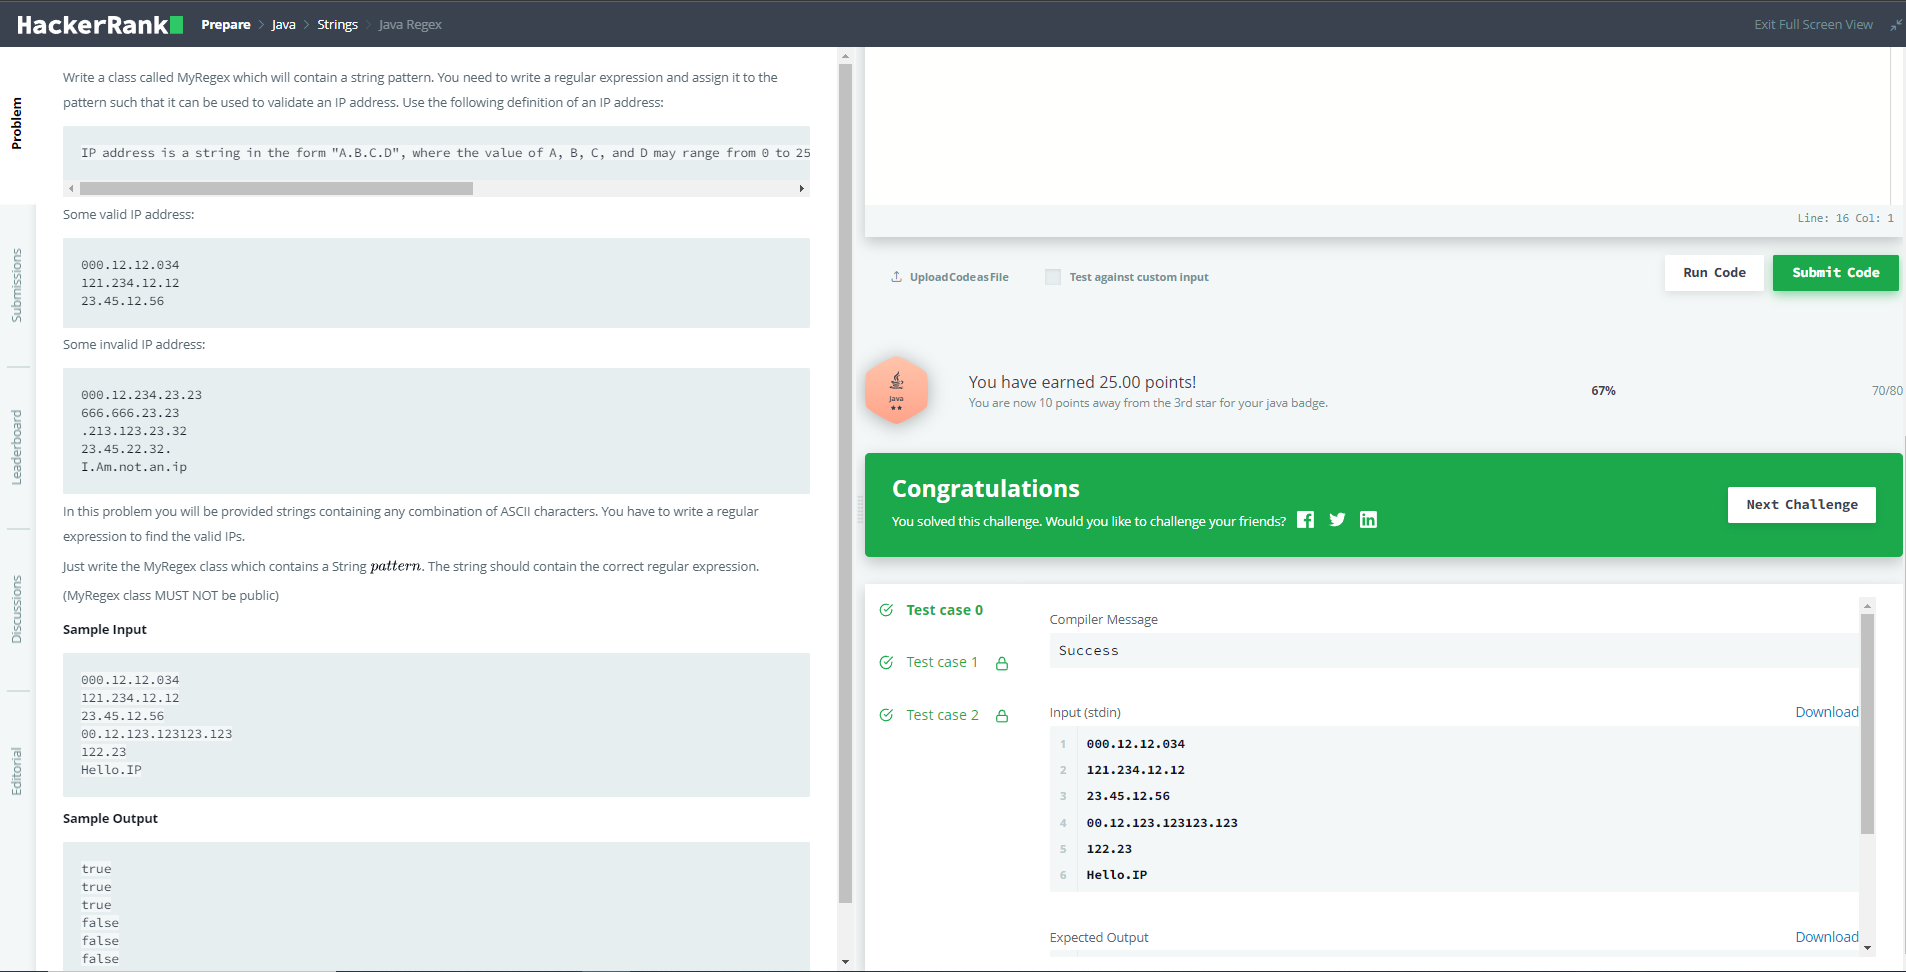 HackerRank Prepare > Java > Strings > Java Regex Exit Full Screen View
Problem
Submissions
Leaderboard
Discussions
Editorial
Write a class called MyRegex which will contain a string pattern. You need to write a regular expression and assign it to the
pattern such that it can be used to validate an IP address. Use the following definition of an IP address:
IP address is a string in the form "A.B.C.D", where the value of A, B, C, and D may range from 0 to 25
Some valid IP address:
000.12.12.034
121.234.12.12
23.45.12.56
Some invalid IP address:
000.12.234.23.23
666.666.23.23
.213.123.23.32
23.45.22.32.
I.Am.not.an.ip
In this problem you will be provided strings containing any combination of ASCII characters. You have to write a regular
expression to find the valid IPs.
Just write the MyRegex class which contains a String pattern. The string should contain the correct regular expression.
(MyRegex class MUST NOT be public)
Sample Input
000.12.12.034
121.234.12.12
23.45.12.56
00.12.123.123123.123
122.23
Hello.IP
Sample Output
true
true
true
false
false
false
Line: 16 Col: 1
Upload Code as File Test against custom input Run Code Submit Code
Java
You have earned 25.00 points!
You are now 10 points away from the 3rd star for your java badge.
67% 70/80
Congratulations
You solved this challenge. Would you like to challenge your friends?
Next Challenge
Test case 0
Test case 1
Test case 2
Compiler Message
Success
Input (stdin) Download
1 000.12.12.034
2 121.234.12.12
3 23.45.12.56
4 00.12.123.123123.123
5 122.23
6 Hello.IP
Expected Output Download